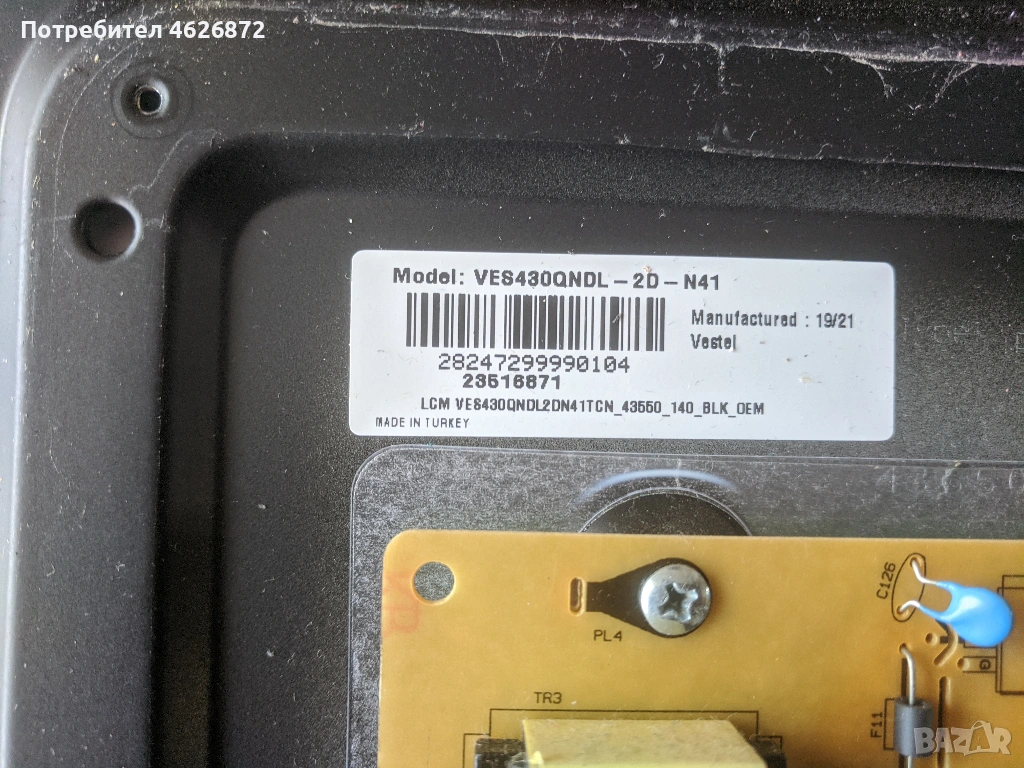 Потребител 4626872
Model: VES430QNDL-2D-N41
Manufactured : 19/21
Vestel
28247299990104
23516871
LCM VES430QNDL2DN41TCN_43550_140_BLK_OEM
MADE IN TURKEY
C126
PL4
G
TR3
F11
BAZAR